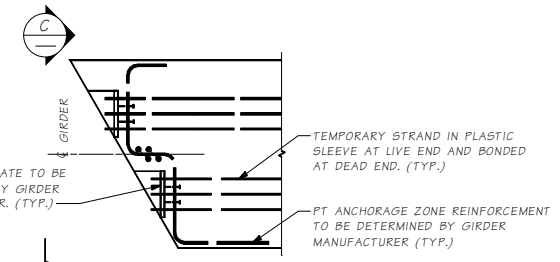 C
℄ GIRDER
ATE TO BE
Y GIRDER
R. (TYP.)
TEMPORARY STRAND IN PLASTIC
SLEEVE AT LIVE END AND BONDED
AT DEAD END. (TYP.)
PT ANCHORAGE ZONE REINFORCEMENT
TO BE DETERMINED BY GIRDER
MANUFACTURER (TYP.)